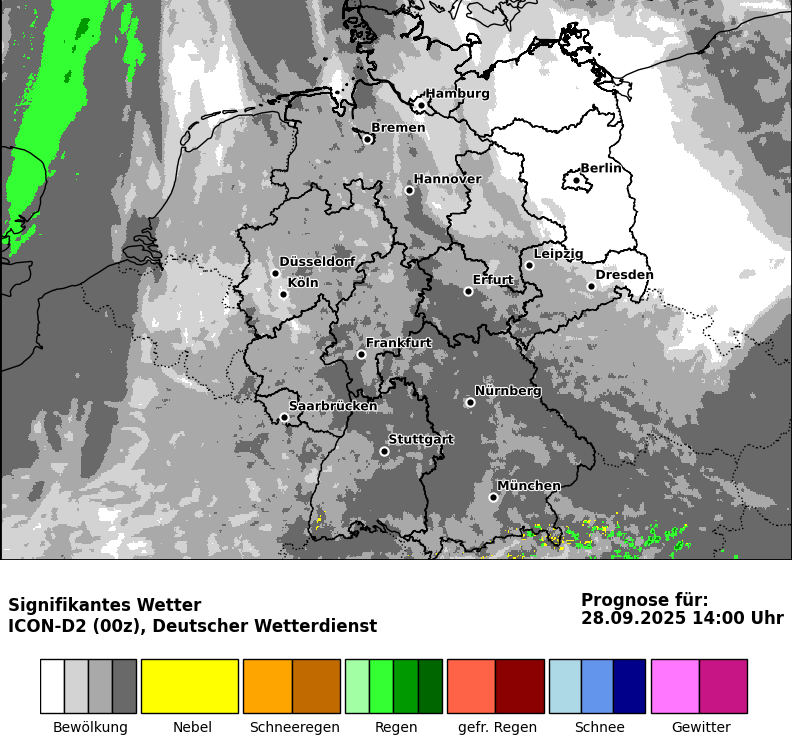 Hamburg
Bremen
Berlin
Hannover
Leipzig
Düsseldorf
Dresden
Köln
Erfurt
Frankfurt
Nürnberg
Saarbrücken
Stuttgart
München
Signifikantes Wetter
ICON-D2 (00z), Deutscher Wetterdienst
Prognose für:
28.09.2025 14:00 Uhr
Bewölkung Nebel Schneeregen Regen gefr. Regen Schnee Gewitter